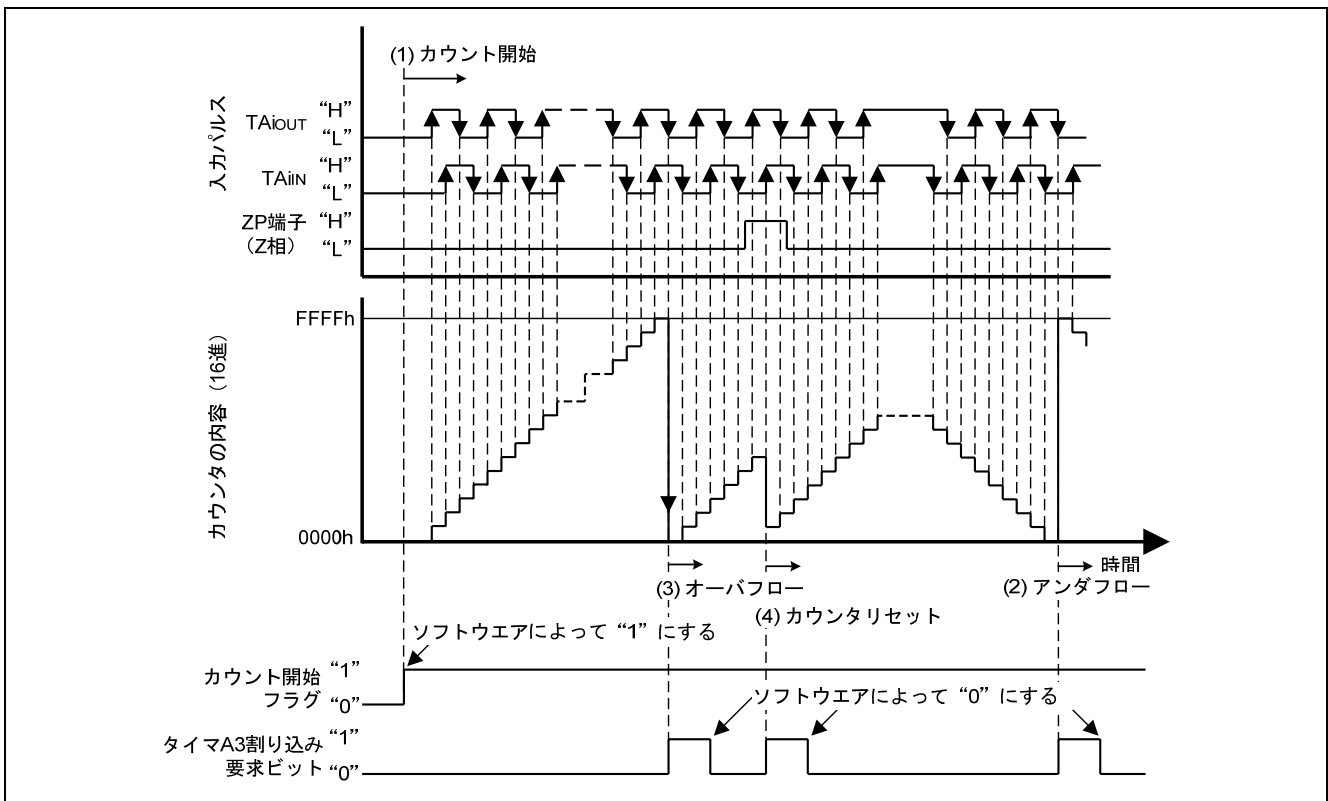 (1) カウント開始
入力パルス
TAiOUT “H”
“L”
TAiIN “H”
“L”
ZP端子 “H”
（Z相） “L”
カウンタの内容（16進）
FFFFh
0000h
時間
(3) オーバフロー
(2) アンダフロー
(4) カウンタリセット
ソフトウエアによって “1” にする
カウント開始 “1”
フラグ “0”
ソフトウエアによって “0” にする
タイマA3割り込み “1”
要求ビット “0”